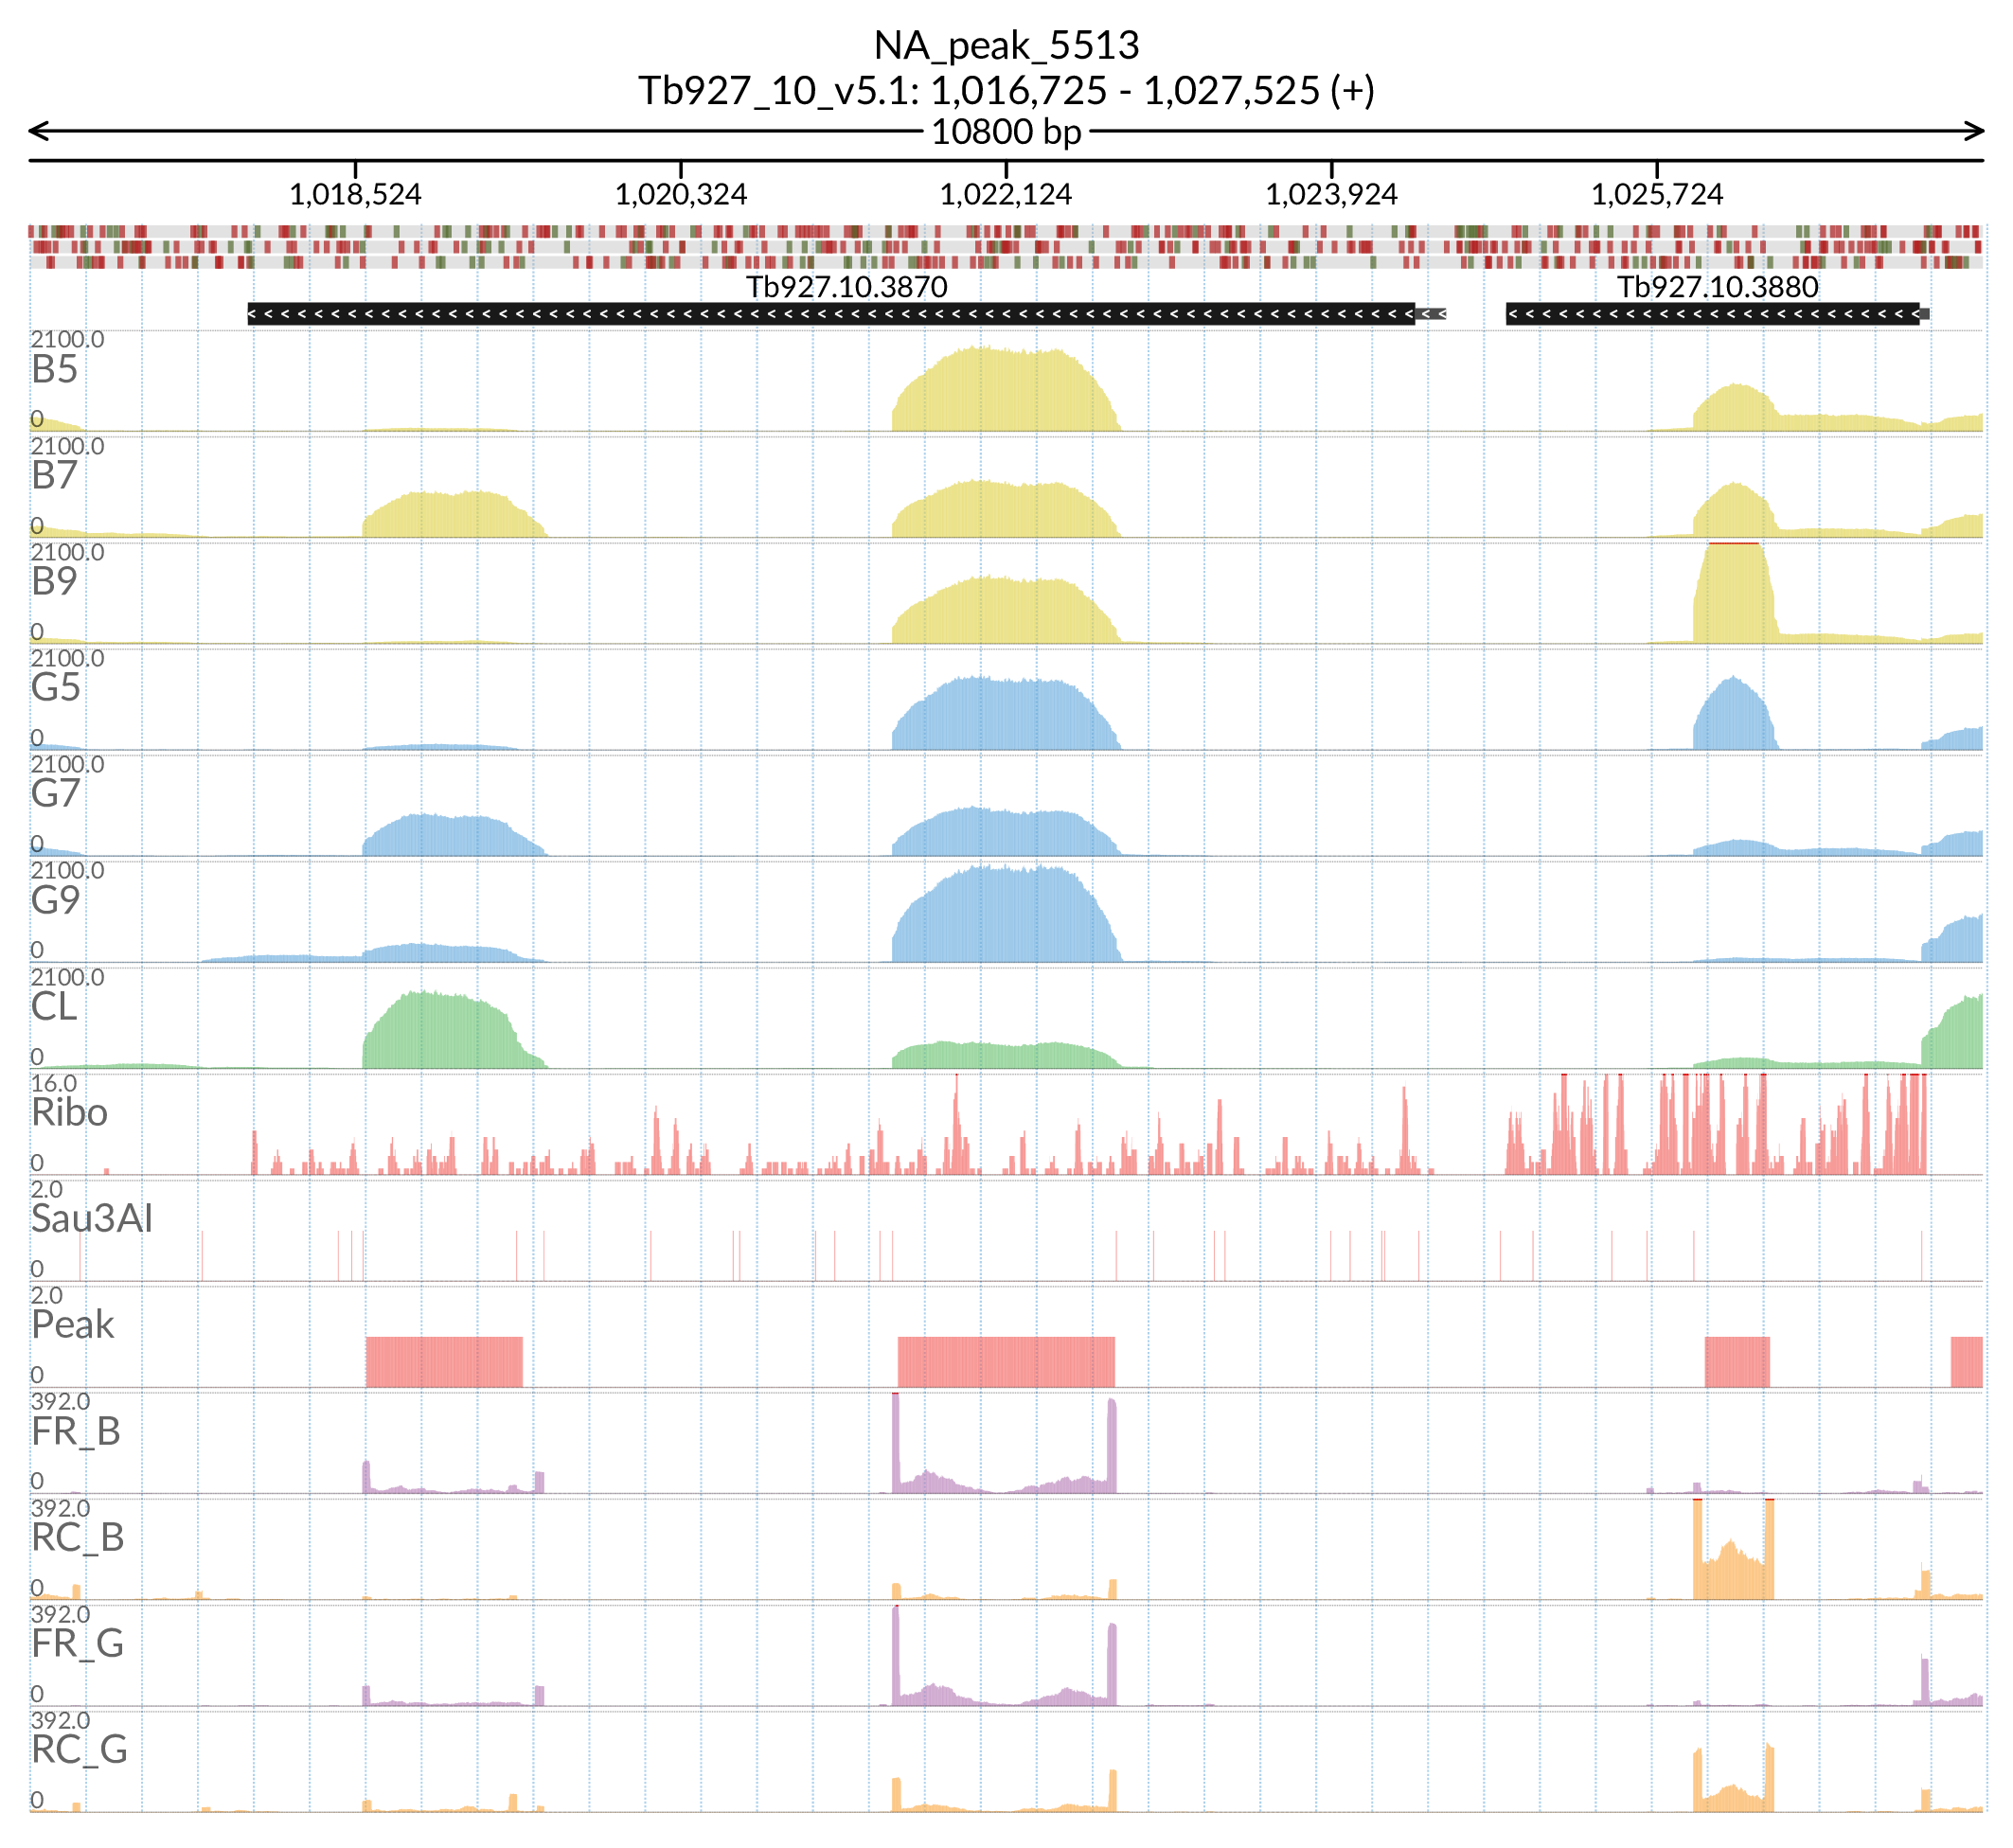 NA_peak_5513
Tb927_10_v5.1: 1,016,725 - 1,027,525 (+)
10800 bp
1,018,524 1,020,324 1,022,124 1,023,924 1,025,724
Tb927.10.3870 Tb927.10.3880
2100.0
B5
0
2100.0
B7
0
2100.0
B9
0
2100.0
G5
0
2100.0
G7
0
2100.0
G9
0
2100.0
CL
0
16.0
Ribo
0
2.0
Sau3AI
0
2.0
Peak
0
392.0
FR_B
0
392.0
RC_B
0
392.0
FR_G
0
392.0
RC_G
0